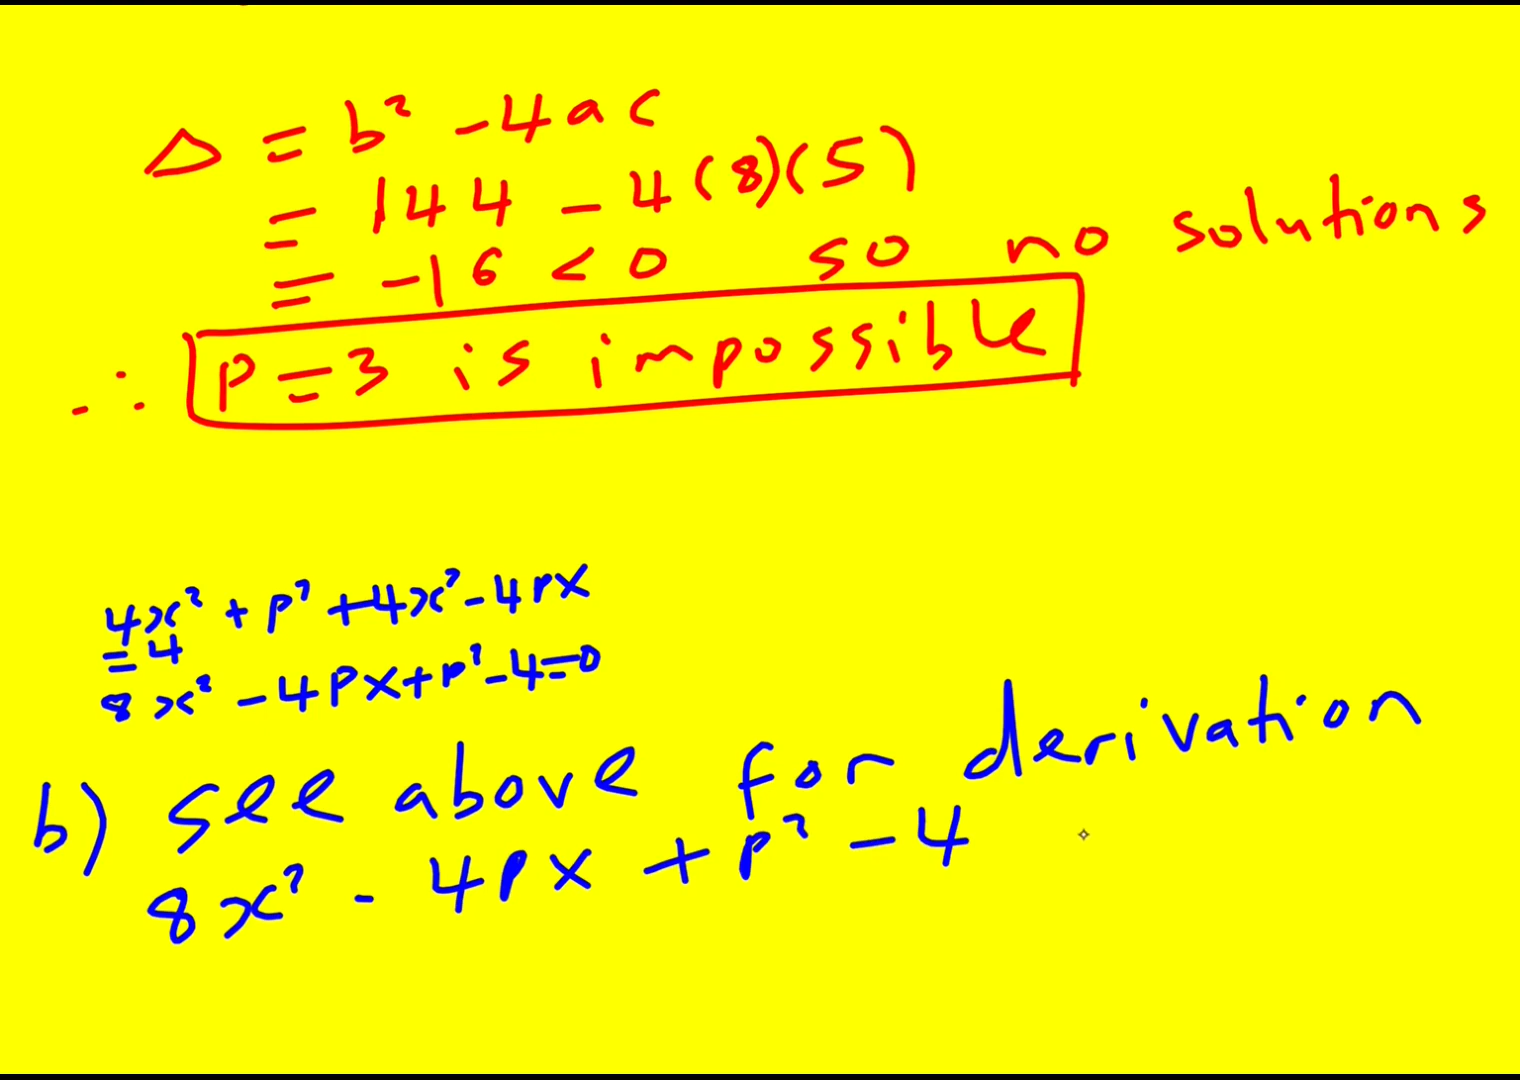 Δ = b² - 4ac
= 144 - 4(8)(5)
= -16 < 0 so no solutions
∴ P=3 is impossible
4x² + p² + 4x² - 4px
= 4
8x² - 4px + p² - 4 = 0
b) see above for derivation
8x² - 4px + p² - 4